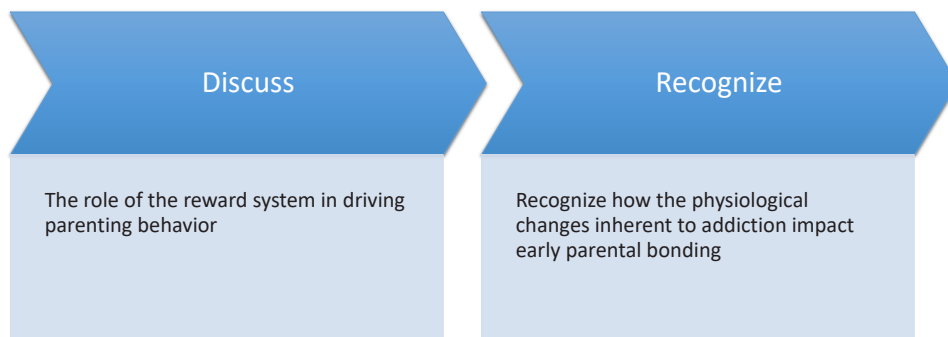 Discuss
The role of the reward system in driving
parenting behavior
Recognize
Recognize how the physiological
changes inherent to addiction impact
early parental bonding